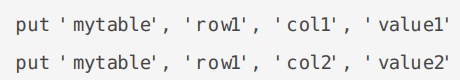 put 'mytable', 'row1', 'col1', 'value1'
put 'mytable', 'row1', 'col2', 'value2'